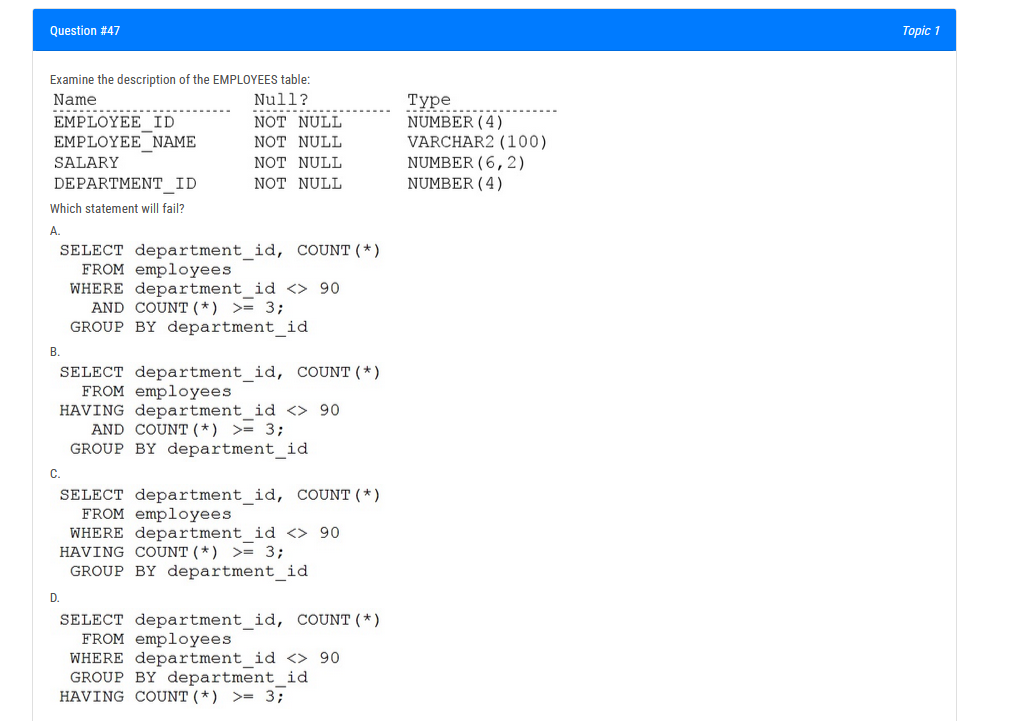 Question #47 Topic 1
Examine the description of the EMPLOYEES table:
Name Null? Type
EMPLOYEE_ID NOT NULL NUMBER(4)
EMPLOYEE_NAME NOT NULL VARCHAR2(100)
SALARY NOT NULL NUMBER(6,2)
DEPARTMENT_ID NOT NULL NUMBER(4)
Which statement will fail?
A.
SELECT department_id, COUNT(*)
FROM employees
WHERE department_id <> 90
AND COUNT(*) >= 3;
GROUP BY department_id
B.
SELECT department_id, COUNT(*)
FROM employees
HAVING department_id <> 90
AND COUNT(*) >= 3;
GROUP BY department_id
C.
SELECT department_id, COUNT(*)
FROM employees
WHERE department_id <> 90
HAVING COUNT(*) >= 3;
GROUP BY department_id
D.
SELECT department_id, COUNT(*)
FROM employees
WHERE department_id <> 90
GROUP BY department_id
HAVING COUNT(*) >= 3;